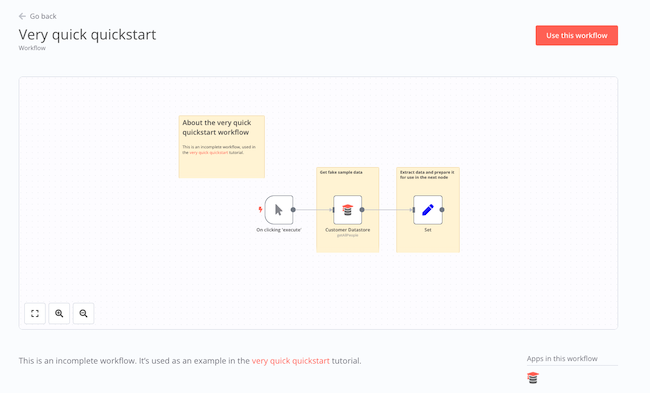 Go back
Very quick quickstart
Workflow
Use this workflow
About the very quick
quickstart workflow
This is an incomplete workflow, used in
the very quick quickstart tutorial.
Get fake sample data
Extract data and prepare it
for use in the next node
On clicking 'execute'
Customer Datastore
getAllPeople
Set
This is an incomplete workflow. It's used as an example in the very quick quickstart tutorial.
Apps in this workflow